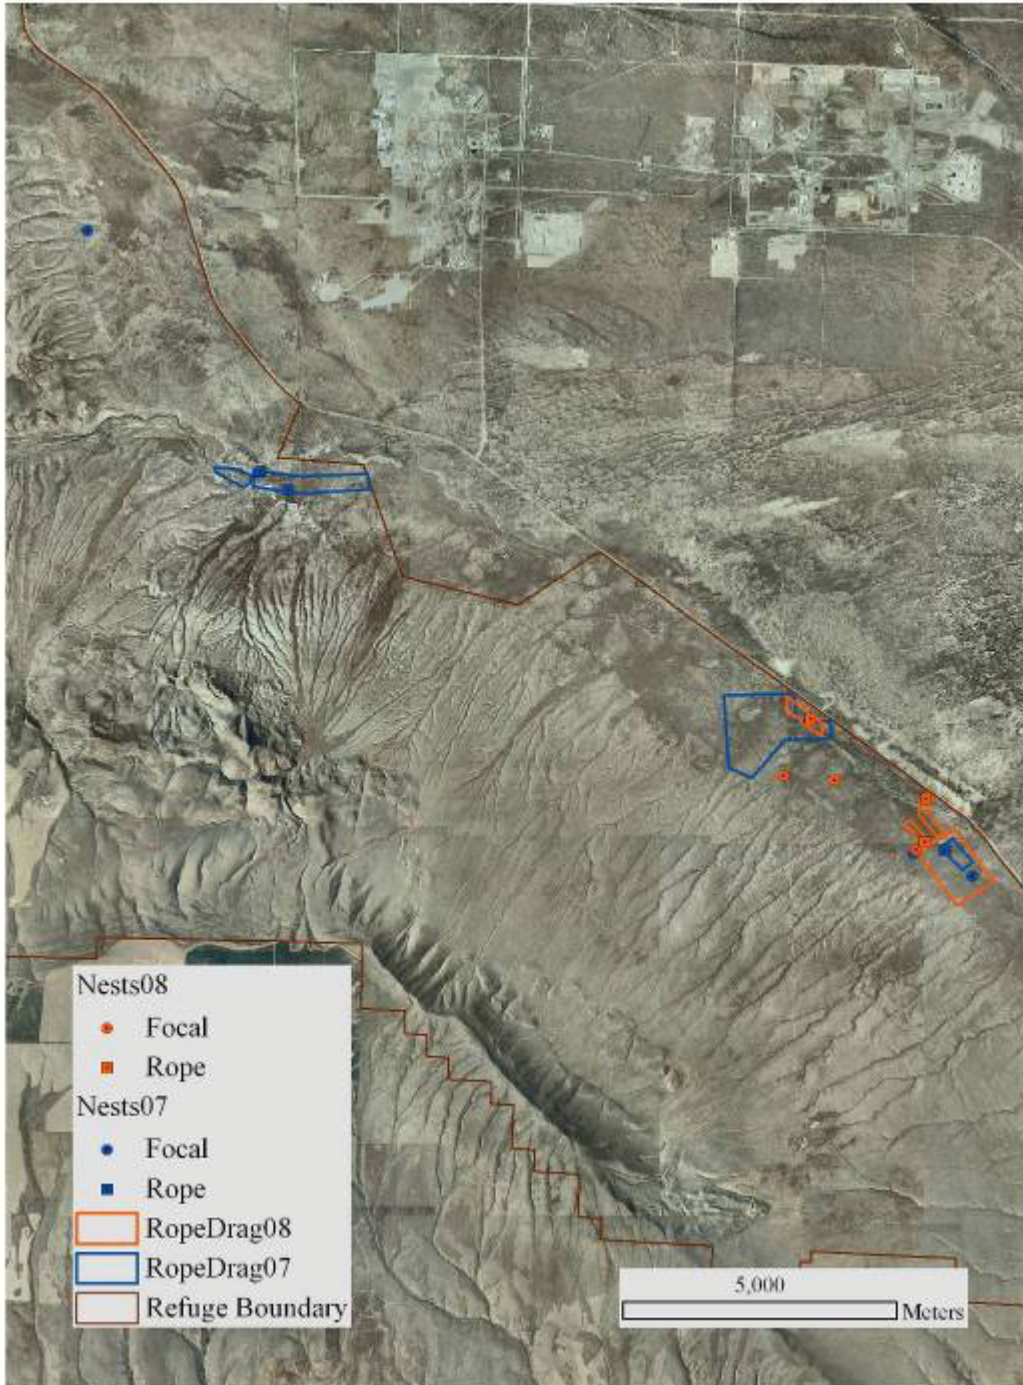 Nests08
Focal
Rope
Nests07
Focal
Rope
RopeDrag08
RopeDrag07
Refuge Boundary
5,000
Meters